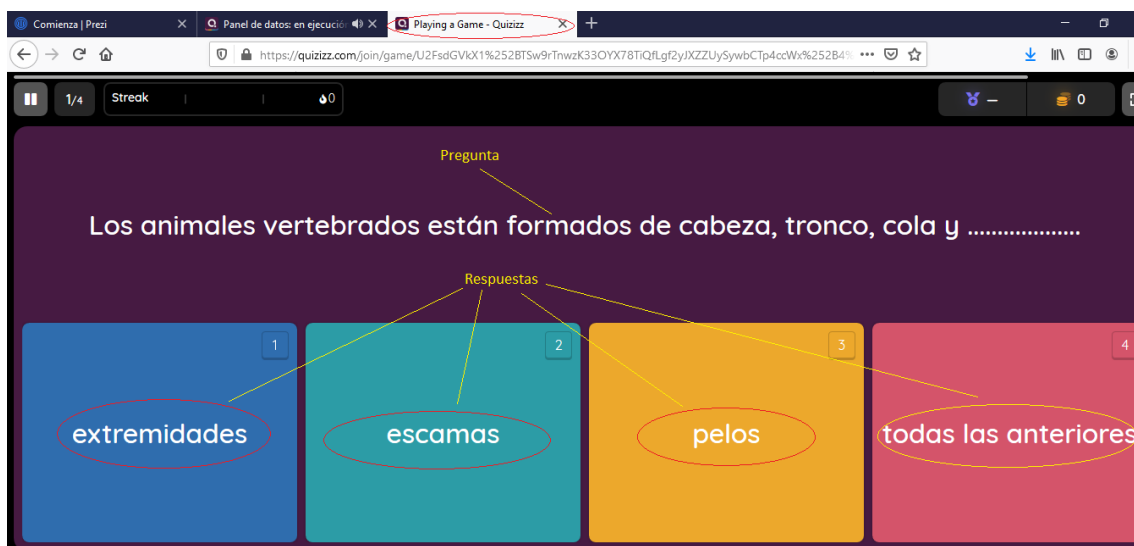 Comienza | Prezi
Panel de datos: en ejecución
Playing a Game - Quizizz
https://quizizz.com/join/game/U2FsdGVkX1%252BTSw9rTnwzK33OYX78TiQfLgf2yJXZZUySywbCTp4ccWx%252B4%
1/4 Streak 0 – 0
Pregunta
Los animales vertebrados están formados de cabeza, tronco, cola y ...................
Respuestas
1 2 3 4
extremidades escamas pelos todas las anteriores